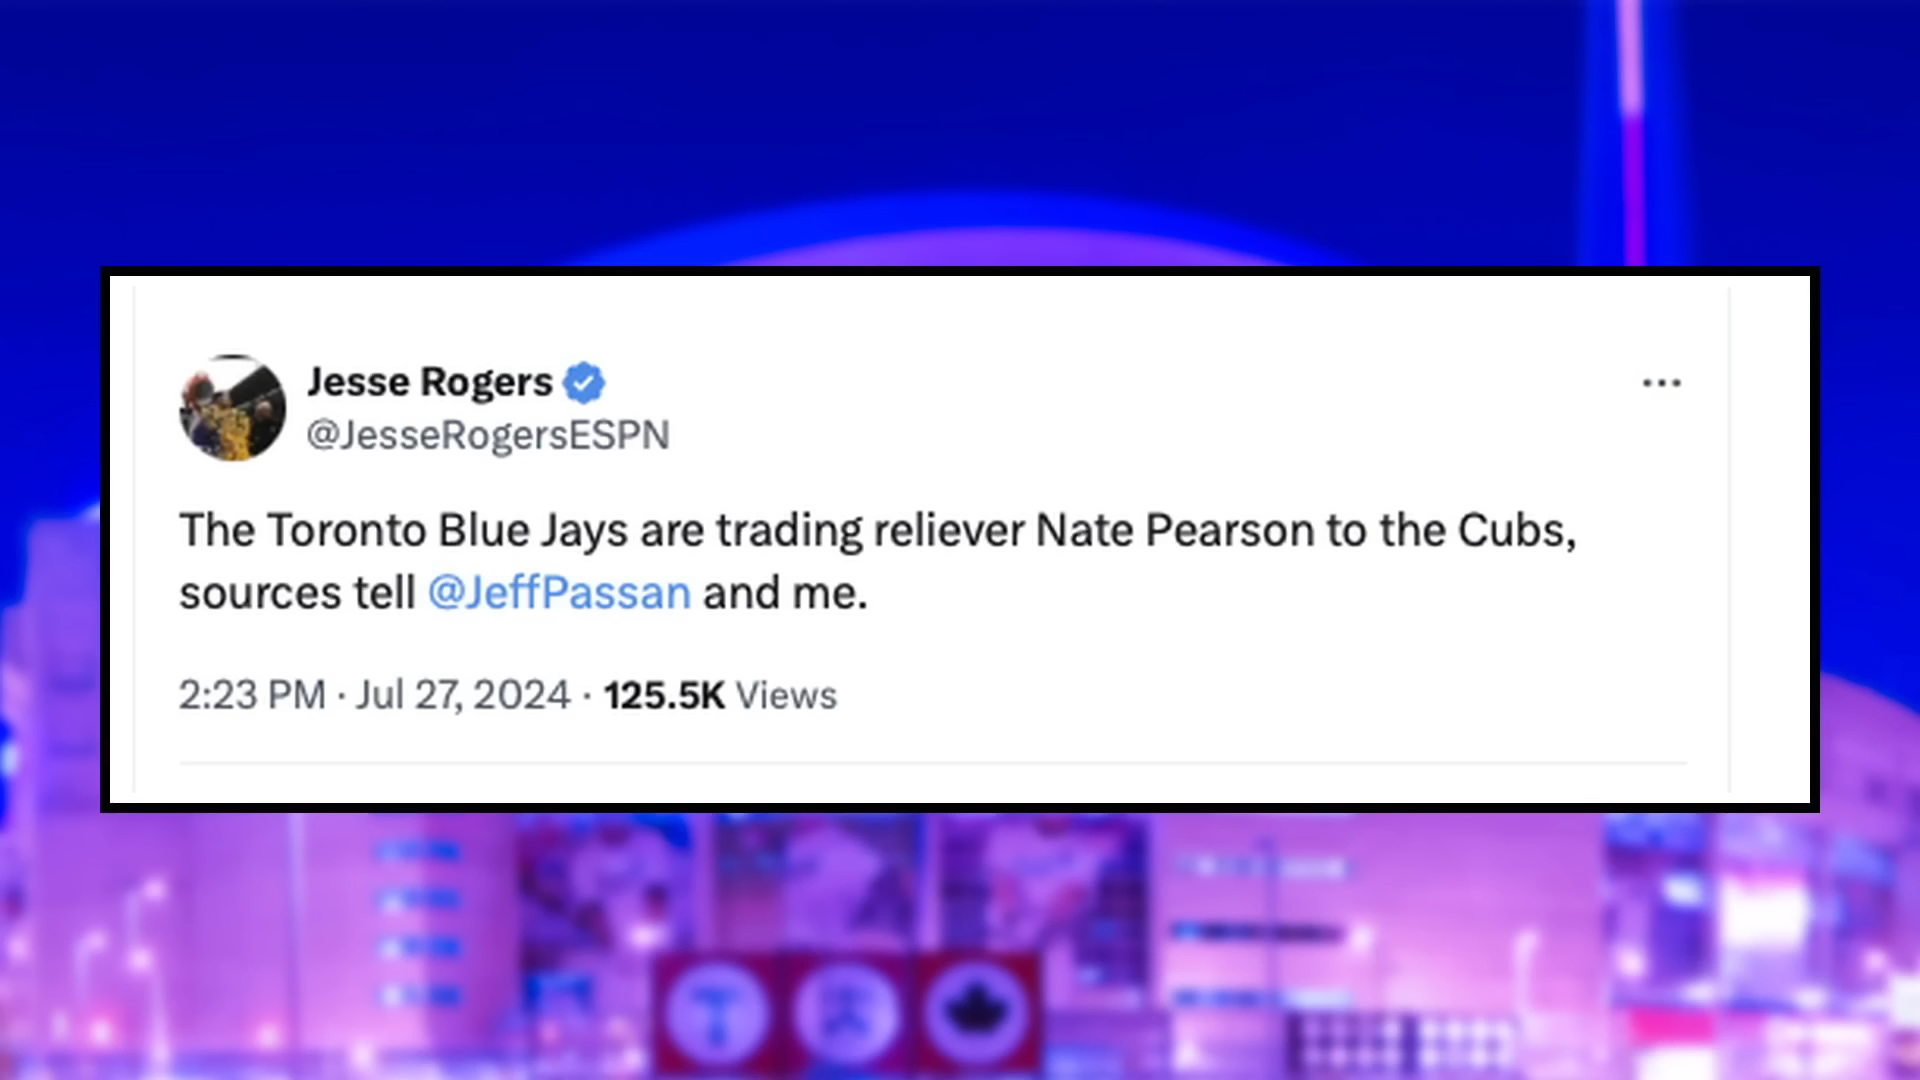 Jesse Rogers
@JesseRogersESPN
The Toronto Blue Jays are trading reliever Nate Pearson to the Cubs,
sources tell @JeffPassan and me.
2:23 PM · Jul 27, 2024 · 125.5K Views